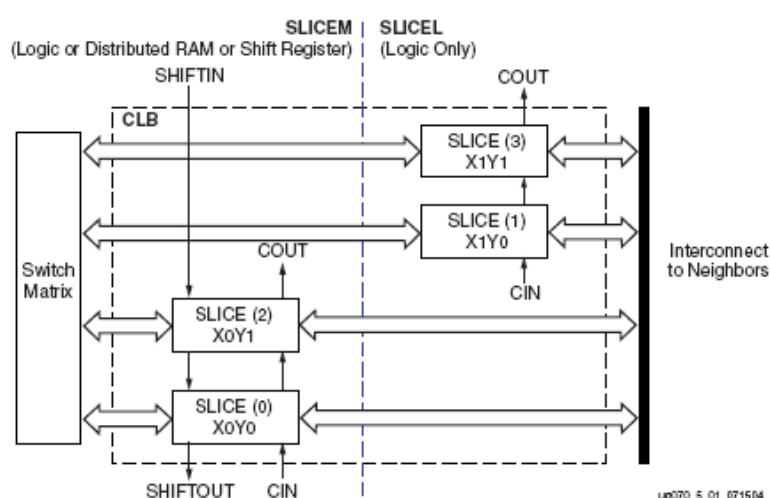 SLICEM
(Logic or Distributed RAM or Shift Register)
SLICEL
(Logic Only)
SHIFTIN
COUT
CLB
SLICE (3)
X1Y1
SLICE (1)
X1Y0
COUT
CIN
Switch
Matrix
Interconnect
to Neighbors
SLICE (2)
X0Y1
SLICE (0)
X0Y0
SHIFTOUT
CIN
ug070_5_01_071504